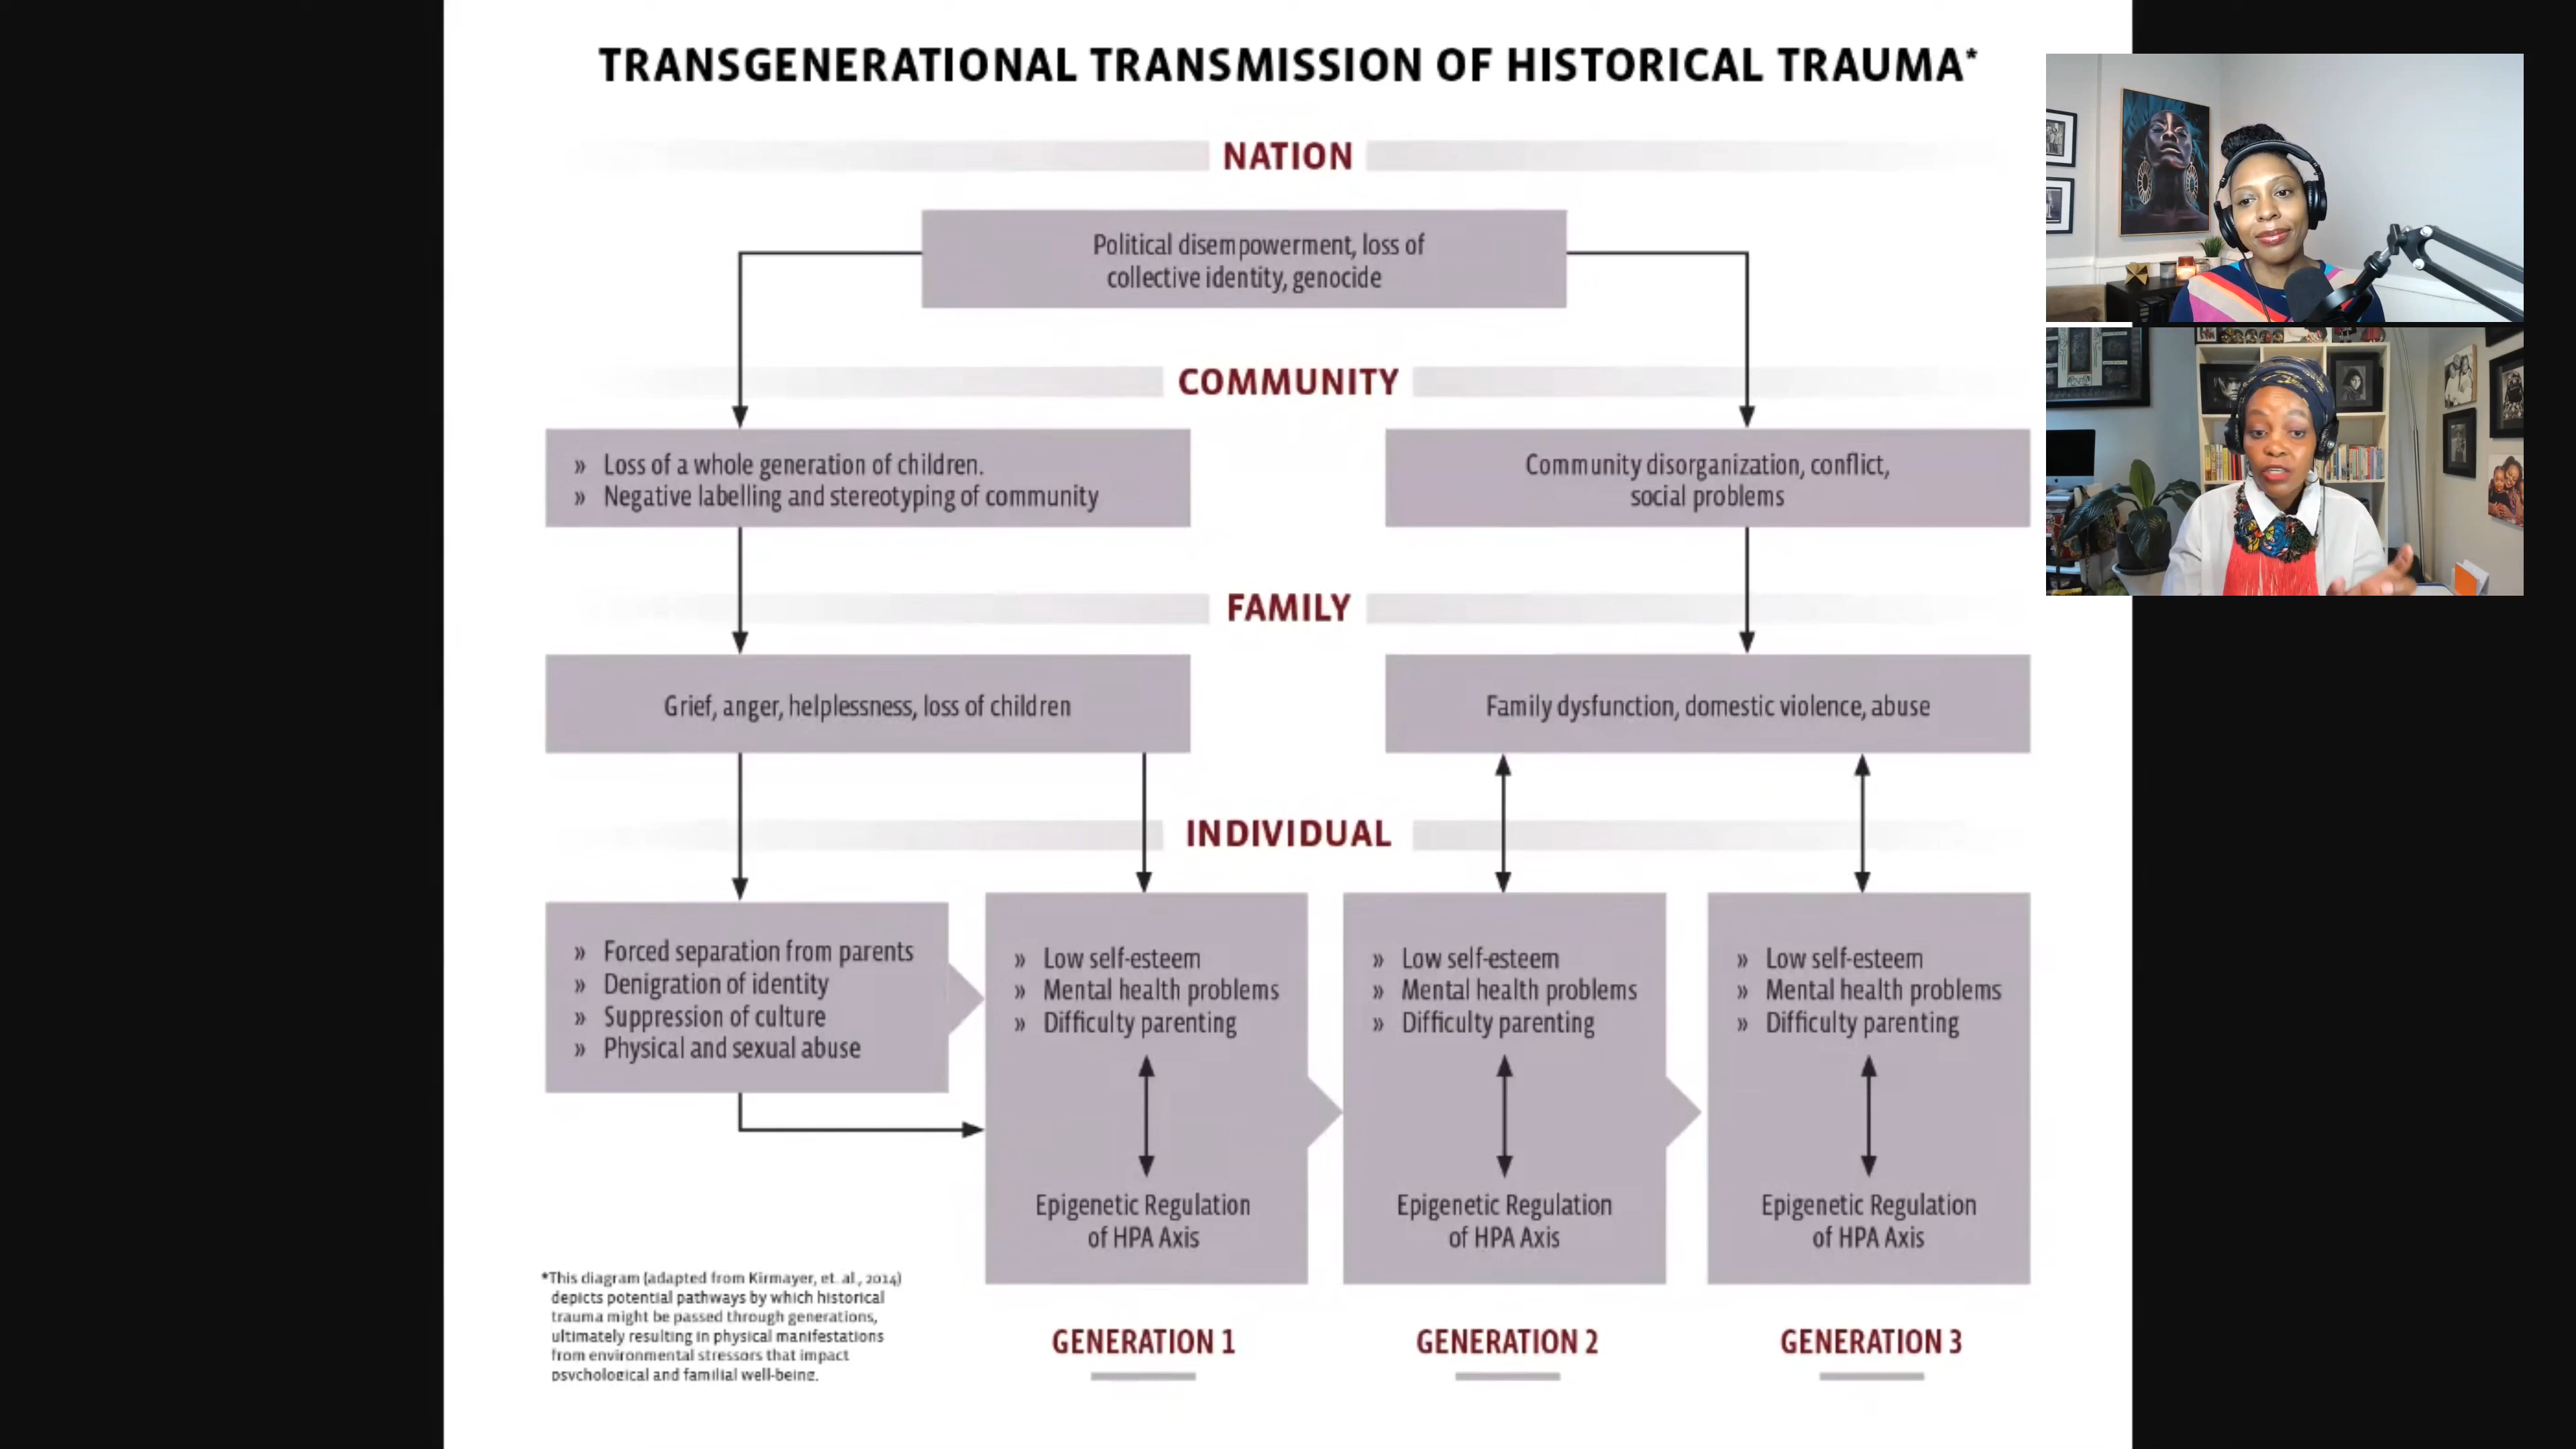 TRANSGENERATIONAL TRANSMISSION OF HISTORICAL TRAUMA*
NATION
Political disempowerment, loss of
collective identity, genocide
COMMUNITY
» Loss of a whole generation of children.
» Negative labelling and stereotyping of community
Community disorganization, conflict,
social problems
FAMILY
Grief, anger, helplessness, loss of children
Family dysfunction, domestic violence, abuse
INDIVIDUAL
» Forced separation from parents
» Denigration of identity
» Suppression of culture
» Physical and sexual abuse
» Low self-esteem
» Mental health problems
» Difficulty parenting
Epigenetic Regulation
of HPA Axis
GENERATION 1
» Low self-esteem
» Mental health problems
» Difficulty parenting
Epigenetic Regulation
of HPA Axis
GENERATION 2
» Low self-esteem
» Mental health problems
» Difficulty parenting
Epigenetic Regulation
of HPA Axis
GENERATION 3
*This diagram (adapted from Kirmayer, et. al., 2014)
depicts potential pathways by which historical
trauma might be passed through generations,
ultimately resulting in physical manifestations
from environmental stressors that impact
psychological and familial well-being.